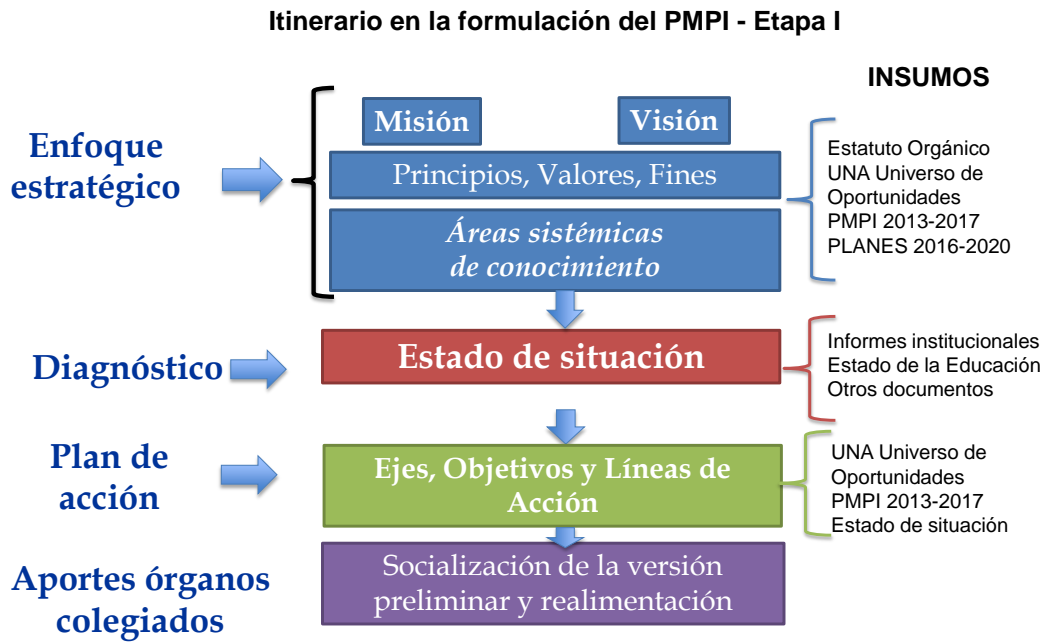 Itinerario en la formulación del PMPI - Etapa I
INSUMOS
Enfoque
estratégico
Misión
Visión
Principios, Valores, Fines
Áreas sistémicas
de conocimiento
Estatuto Orgánico
UNA Universo de
Oportunidades
PMPI 2013-2017
PLANES 2016-2020
Diagnóstico
Estado de situación
Informes institucionales
Estado de la Educación
Otros documentos
Plan de
acción
Ejes, Objetivos y Líneas de
Acción
UNA Universo de
Oportunidades
PMPI 2013-2017
Estado de situación
Aportes órganos
colegiados
Socialización de la versión
preliminar y realimentación